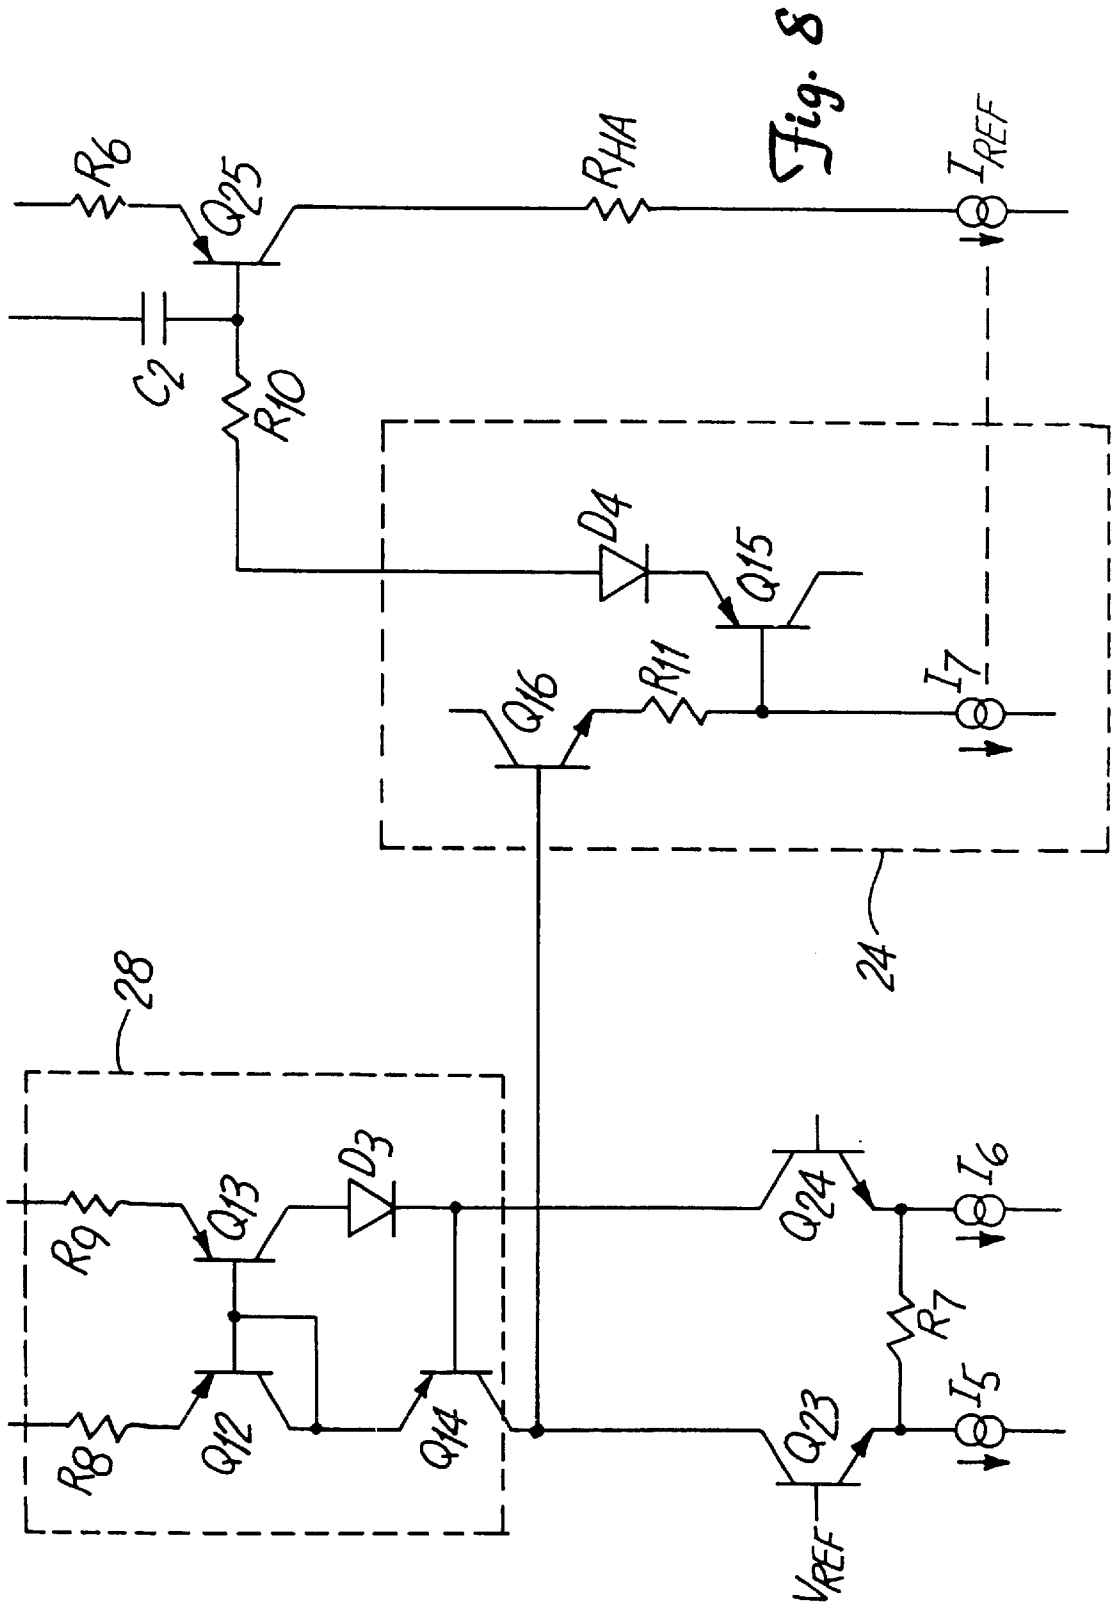 28
R8
R9
Q12
Q13
D3
Q14
VREF
Q23
Q24
R7
I5
I6
24
Q16
R11
D4
Q15
I7
C2
R10
R6
Q25
RHA
IREF
Fig. 8